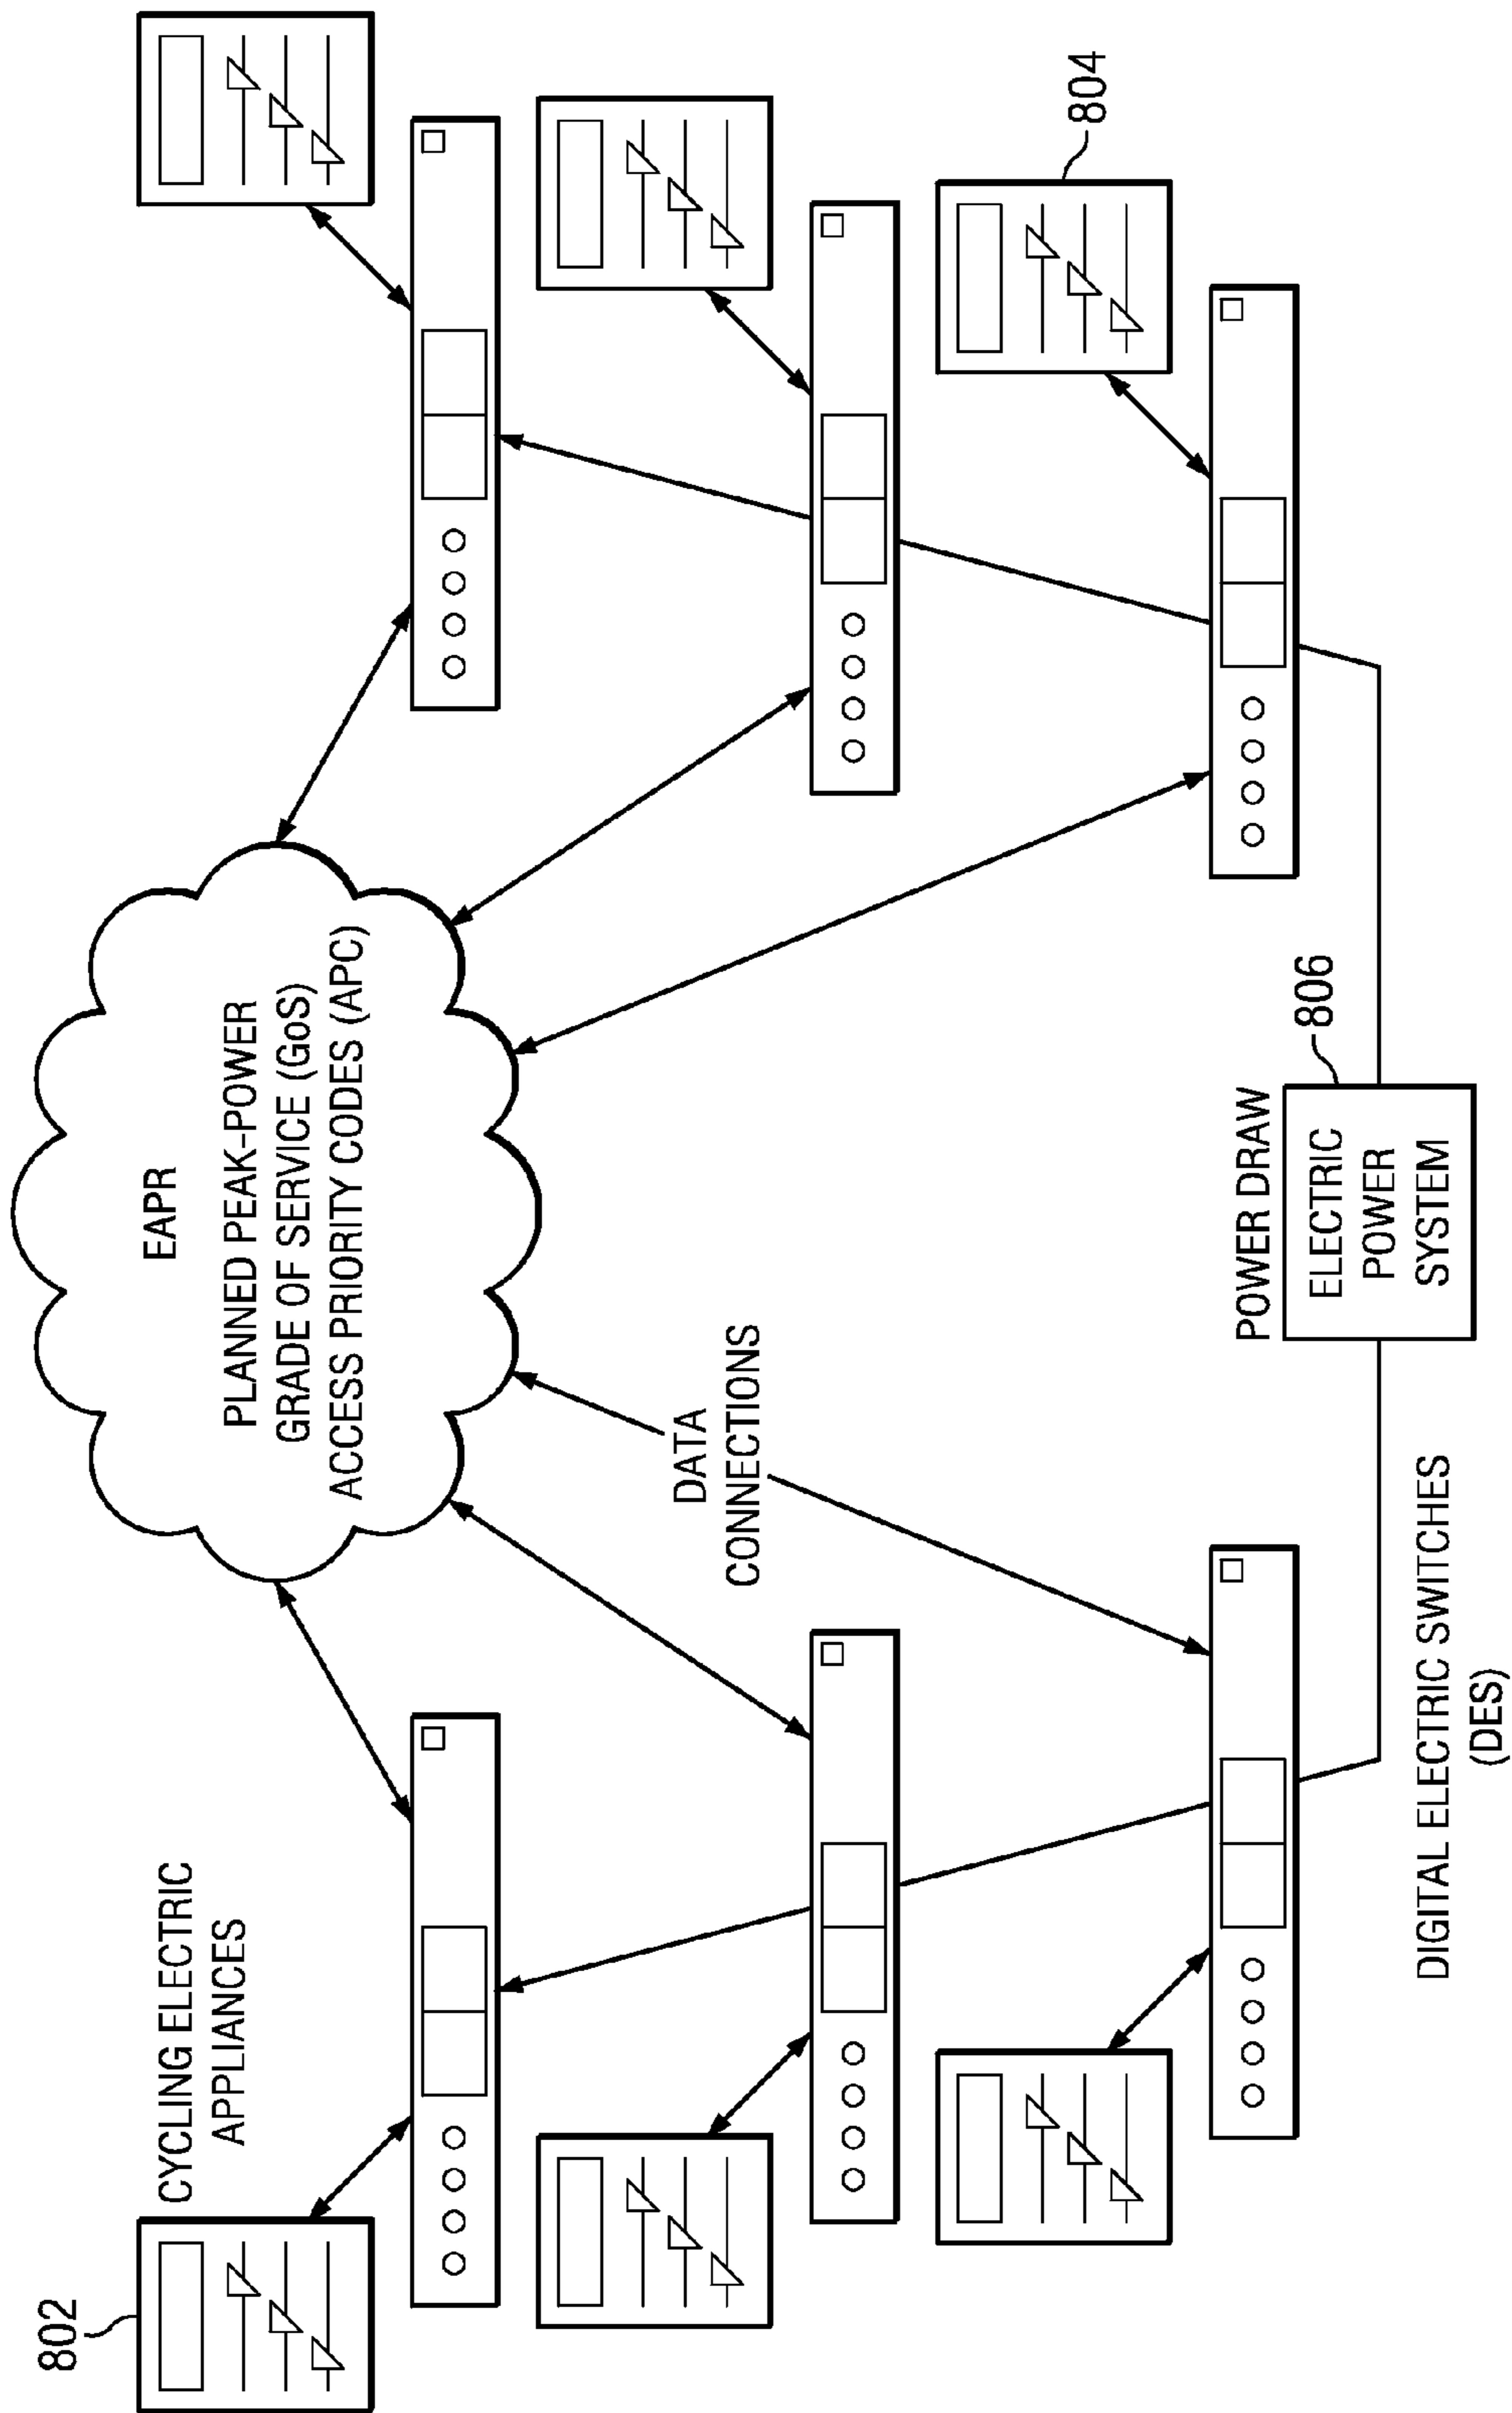 802
CYCLING ELECTRIC
APPLIANCES
EAPR
PLANNED PEAK-POWER
GRADE OF SERVICE (GoS)
ACCESS PRIORITY CODES (APC)
DATA
CONNECTIONS
804
POWER DRAW
806
ELECTRIC
POWER
SYSTEM
DIGITAL ELECTRIC SWITCHES
(DES)